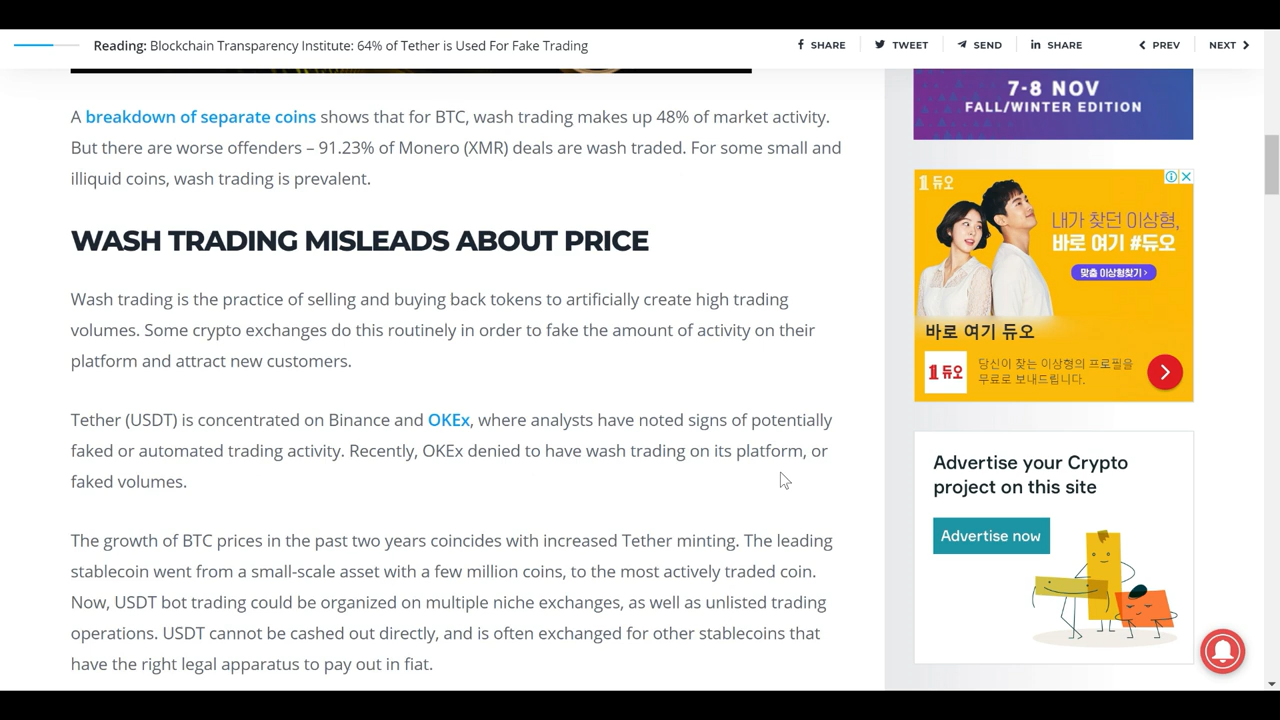 Reading: Blockchain Transparency Institute: 64% of Tether is Used For Fake Trading
SHARE
TWEET
SEND
SHARE
PREV
NEXT
A breakdown of separate coins shows that for BTC, wash trading makes up 48% of market activity.
But there are worse offenders – 91.23% of Monero (XMR) deals are wash traded. For some small and
illiquid coins, wash trading is prevalent.
WASH TRADING MISLEADS ABOUT PRICE
Wash trading is the practice of selling and buying back tokens to artificially create high trading
volumes. Some crypto exchanges do this routinely in order to fake the amount of activity on their
platform and attract new customers.
Tether (USDT) is concentrated on Binance and OKEx, where analysts have noted signs of potentially
faked or automated trading activity. Recently, OKEx denied to have wash trading on its platform, or
faked volumes.
The growth of BTC prices in the past two years coincides with increased Tether minting. The leading
stablecoin went from a small-scale asset with a few million coins, to the most actively traded coin.
Now, USDT bot trading could be organized on multiple niche exchanges, as well as unlisted trading
operations. USDT cannot be cashed out directly, and is often exchanged for other stablecoins that
have the right legal apparatus to pay out in fiat.
7-8 NOV
FALL/WINTER EDITION
듀오
내가 찾던 이상형,
바로 여기 #듀오
맞춤 이상형찾기 ›
바로 여기 듀오
듀오
당신이 찾는 이상형의 프로필을
무료로 보내드립니다.
Advertise your Crypto
project on this site
Advertise now